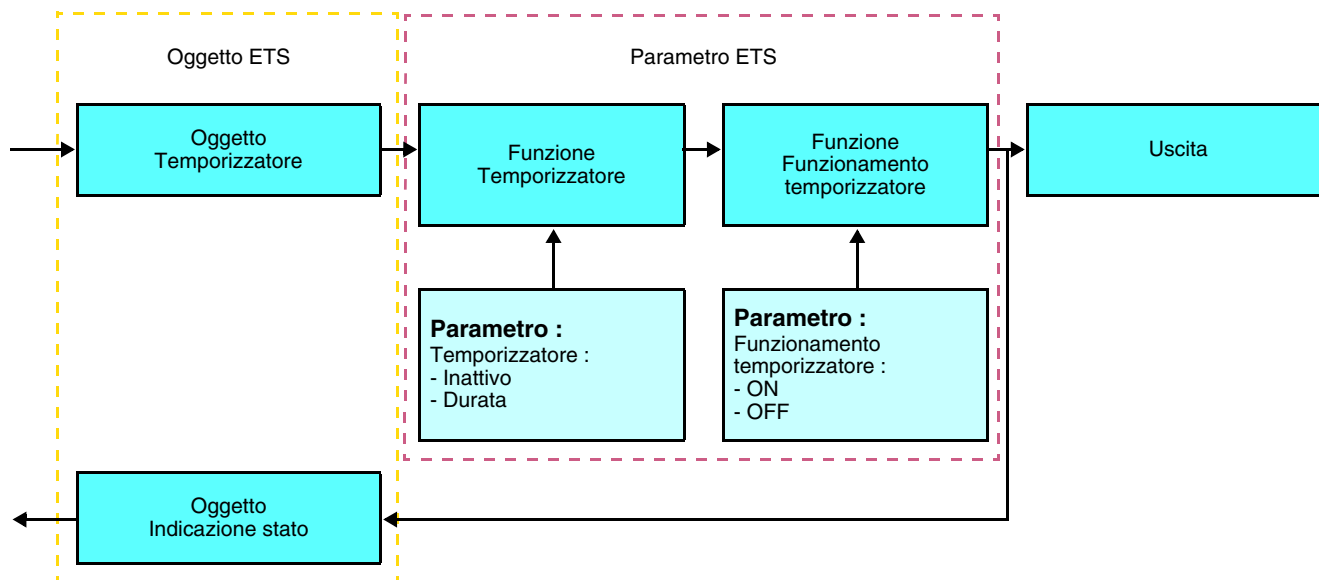 Oggetto ETS
Parametro ETS
Oggetto
Temporizzatore
Funzione
Temporizzatore
Funzione
Funzionamento
temporizzatore
Uscita
Parametro :
Temporizzatore :
- Inattivo
- Durata
Parametro :
Funzionamento
temporizzatore :
- ON
- OFF
Oggetto
Indicazione stato